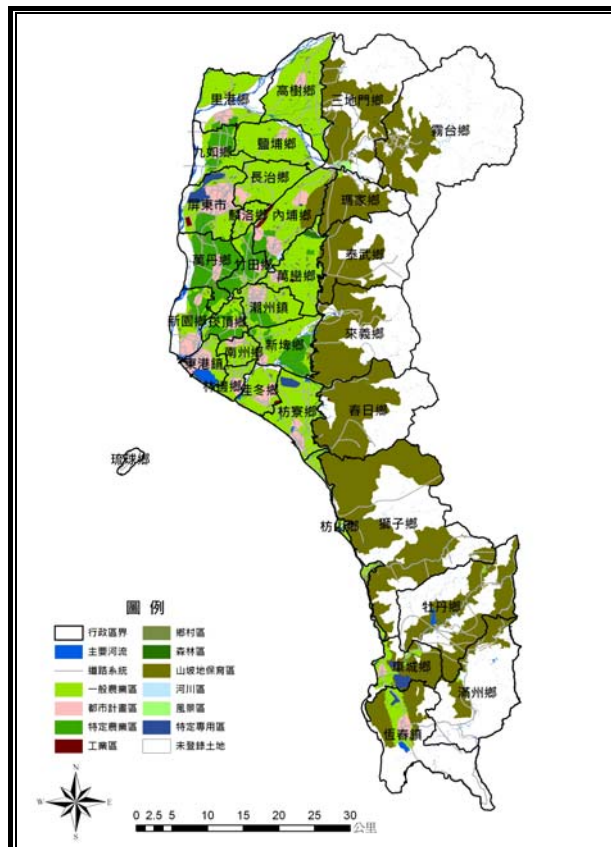 高樹鄉
三地門鄉
里港鄉
霧台鄉
鹽埔鄉
九如鄉
長治鄉
瑪家鄉
屏東市
麟洛鄉
內埔鄉
泰武鄉
萬丹鄉
竹田鄉
萬巒鄉
潮州鎮
來義鄉
新園鄉
崁頂鄉
新埤鄉
南州鄉
東港鎮
林邊鄉
佳冬鄉
春日鄉
枋寮鄉
琉球鄉
枋山鄉
獅子鄉
牡丹鄉
車城鄉
滿州鄉
恆春鎮
圖 例
行政區界
鄉村區
主要河流
森林區
道路系統
山坡地保育區
一般農業區
河川區
都市計畫區
風景區
特定農業區
特定專用區
工業區
未登錄土地
N
W E
S
0 2.5 5 10 15 20 25 30
公里